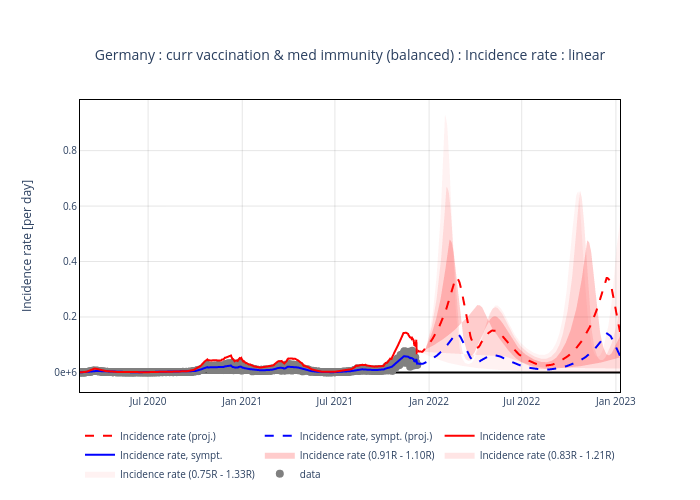 Germany : curr vaccination & med immunity (balanced) : Incidence rate : linear
Incidence rate [per day]
0.8
0.6
0.4
0.2
0e+6
Jul 2020
Jan 2021
Jul 2021
Jan 2022
Jul 2022
Jan 2023
Incidence rate (proj.)
Incidence rate, sympt. (proj.)
Incidence rate
Incidence rate, sympt.
Incidence rate (0.91R - 1.10R)
Incidence rate (0.83R - 1.21R)
Incidence rate (0.75R - 1.33R)
data